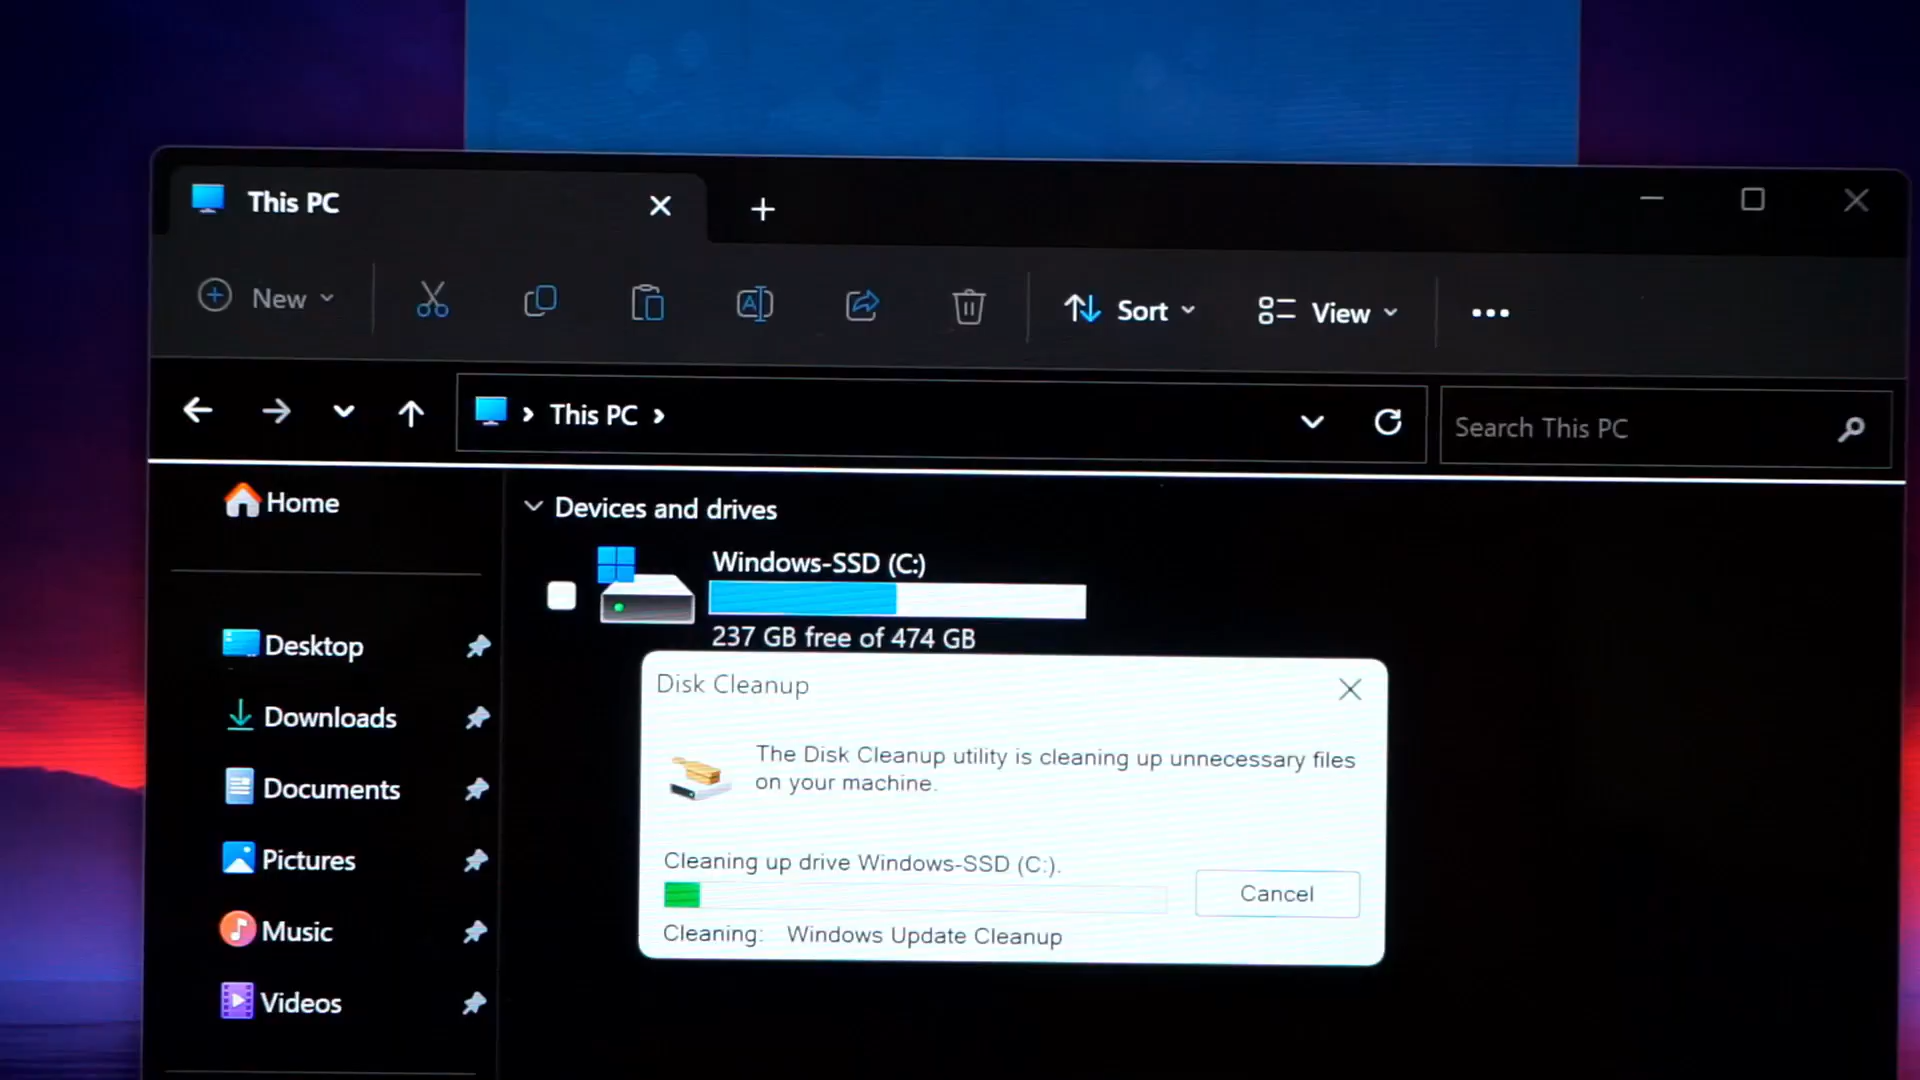 This PC
New
Sort
View
This PC
Search This PC
Home
Devices and drives
Windows-SSD (C:)
237 GB free of 474 GB
Desktop
Downloads
Documents
Pictures
Music
Videos
Disk Cleanup
The Disk Cleanup utility is cleaning up unnecessary files
on your machine.
Cleaning up drive Windows-SSD (C:).
Cancel
Cleaning: Windows Update Cleanup